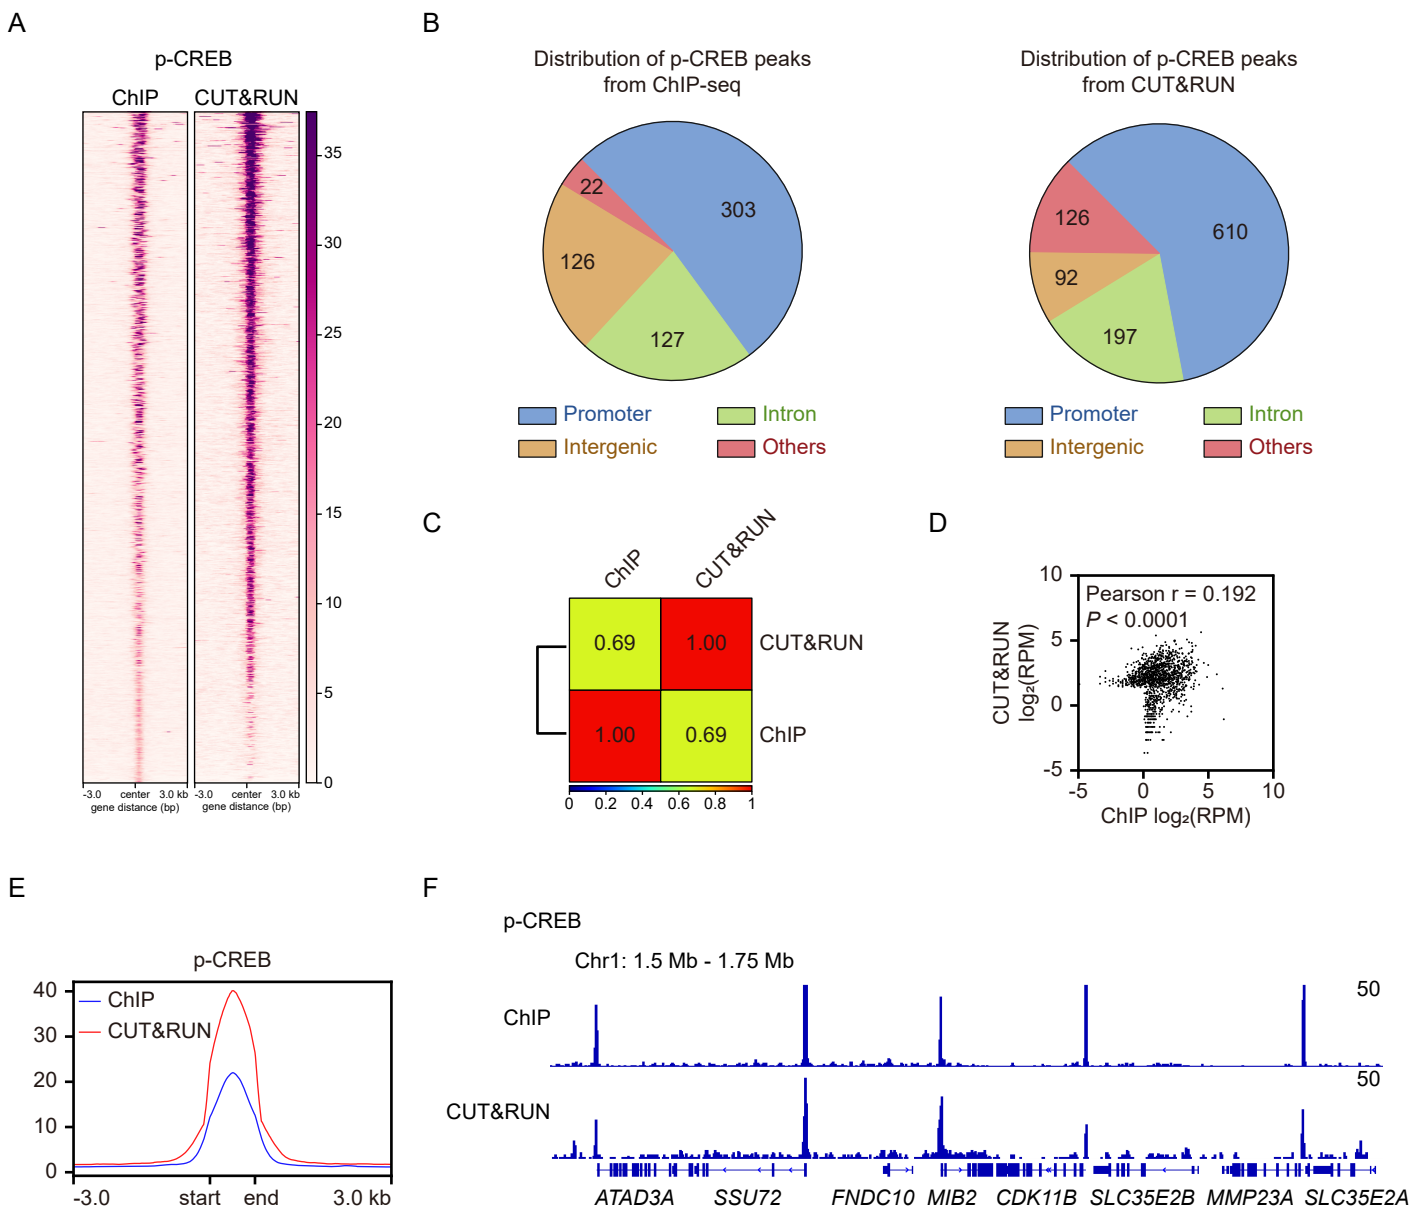 A
p-CREB
ChIP CUT&RUN
35
30
25
20
15
10
5
0
-3.0 center 3.0 kb
gene distance (bp)
-3.0 center 3.0 kb
gene distance (bp)
B
Distribution of p-CREB peaks
from ChIP-seq
303
127
126
22
Promoter Intron
Intergenic Others
Distribution of p-CREB peaks
from CUT&RUN
610
197
92
126
Promoter Intron
Intergenic Others
C
ChIP CUT&RUN
0.69 1.00 CUT&RUN
1.00 0.69 ChIP
0 0.2 0.4 0.6 0.8 1
D
Pearson r = 0.192
P < 0.0001
CUT&RUN
log₂(RPM)
10
5
0
-5
-5 0 5 10
ChIP log₂(RPM)
E
p-CREB
ChIP
CUT&RUN
40
30
20
10
0
-3.0 start end 3.0 kb
F
p-CREB
Chr1: 1.5 Mb - 1.75 Mb
ChIP 50
CUT&RUN 50
ATAD3A SSU72 FNDC10 MIB2 CDK11B SLC35E2B MMP23A SLC35E2A